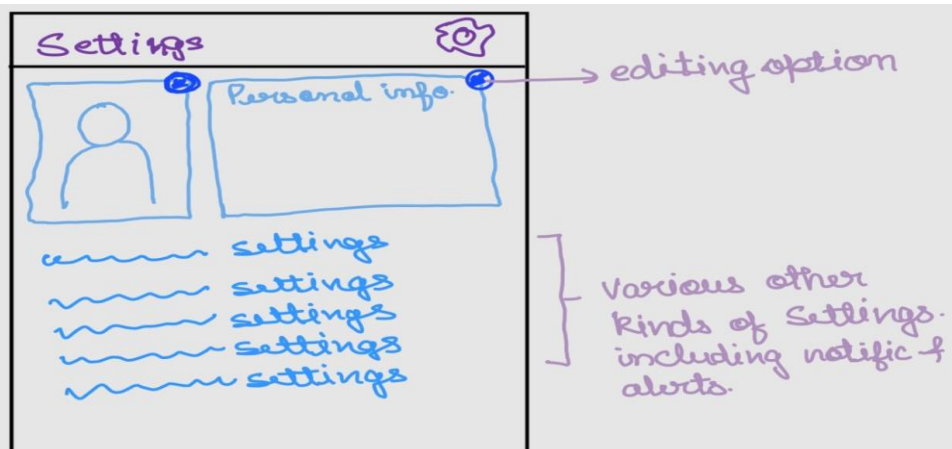 Settings
Personal info.
editing option
settings
settings
settings
settings
settings
various other
kinds of Settings.
including notific &
alerts.